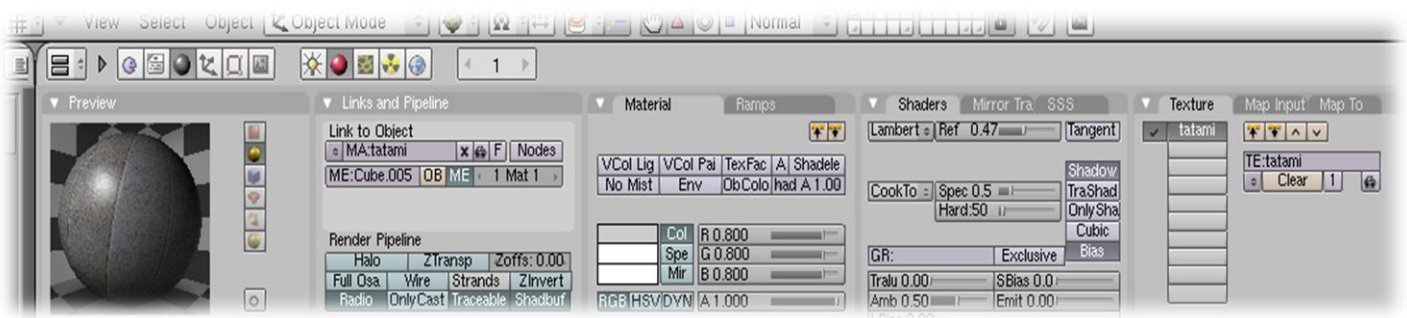 View Select Object Object Mode Normal
1
Preview
Links and Pipeline
Link to Object
MA:tatami X F Nodes
ME:Cube.005 OB ME 1 Mat 1
Render Pipeline
Halo ZTransp Zoffs: 0.00
Full Osa Wire Strands ZInvert
Radio OnlyCast Traceable Shadbuf
Material Ramps
VCol Lig VCol Pai TexFac A Shadele
No Mist Env ObColo had A 1.00
Col R 0.800
Spe G 0.800
Mir B 0.800
RGB HSV DYN A 1.000
Shaders Mirror Tra SSS
Lambert Ref 0.47 Tangent
Shadow
CookTo Spec 0.5 TraShad
Hard:50 OnlySha
Cubic
GR: Exclusive Bias
Tralu 0.00 SBias 0.0
Amb 0.50 Emit 0.00
Texture Map Input Map To
tatami
TE:tatami
Clear 1